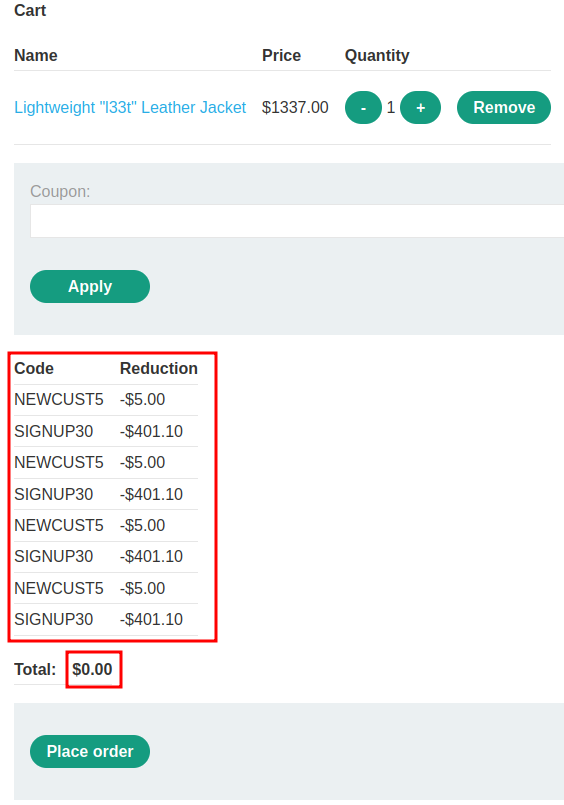 Cart
Name Price Quantity
Lightweight "l33t" Leather Jacket $1337.00 - 1 + Remove
Coupon:
Apply
Code Reduction
NEWCUST5 -$5.00
SIGNUP30 -$401.10
NEWCUST5 -$5.00
SIGNUP30 -$401.10
NEWCUST5 -$5.00
SIGNUP30 -$401.10
NEWCUST5 -$5.00
SIGNUP30 -$401.10
Total: $0.00
Place order